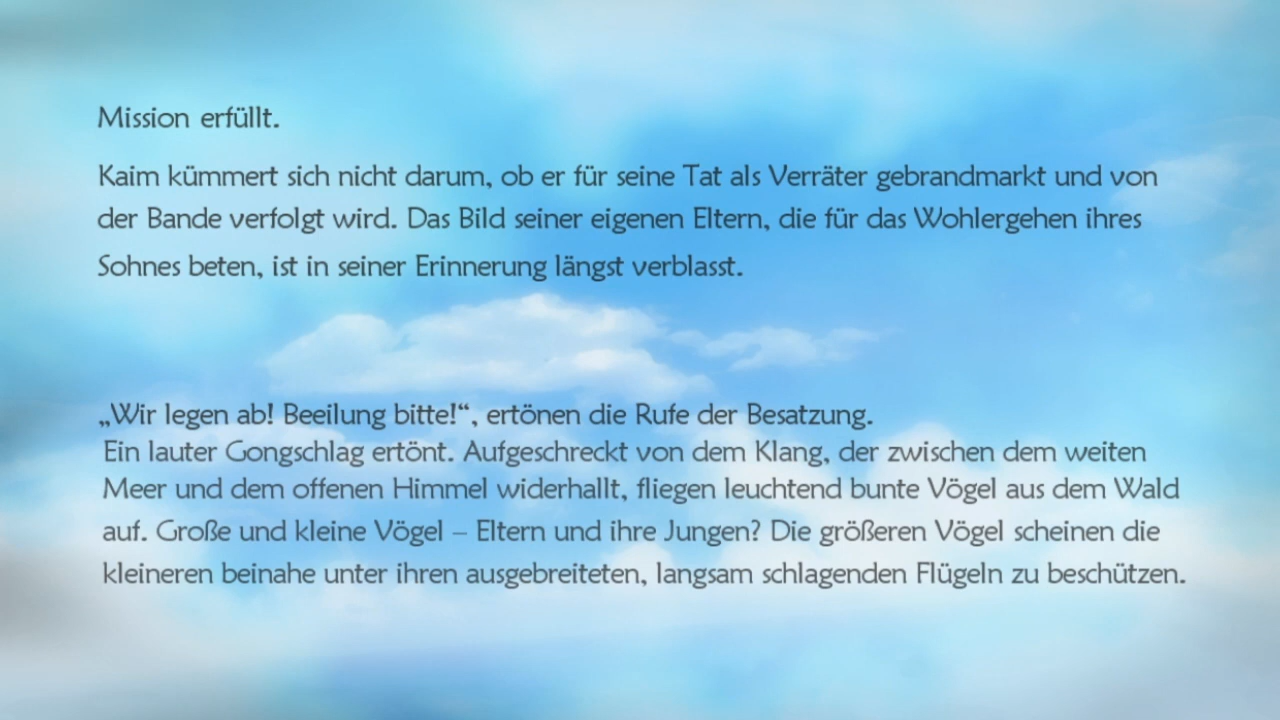 Mission erfüllt.
Kaim kümmert sich nicht darum, ob er für seine Tat als Verräter gebrandmarkt und von
der Bande verfolgt wird. Das Bild seiner eigenen Eltern, die für das Wohlergehen ihres
Sohnes beten, ist in seiner Erinnerung längst verblasst.
„Wir legen ab! Beeilung bitte!“, ertönen die Rufe der Besatzung.
Ein lauter Gongschlag ertönt. Aufgeschreckt von dem Klang, der zwischen dem weiten
Meer und dem offenen Himmel widerhallt, fliegen leuchtend bunte Vögel aus dem Wald
auf. Große und kleine Vögel – Eltern und ihre Jungen? Die größeren Vögel scheinen die
kleineren beinahe unter ihren ausgebreiteten, langsam schlagenden Flügeln zu beschützen.